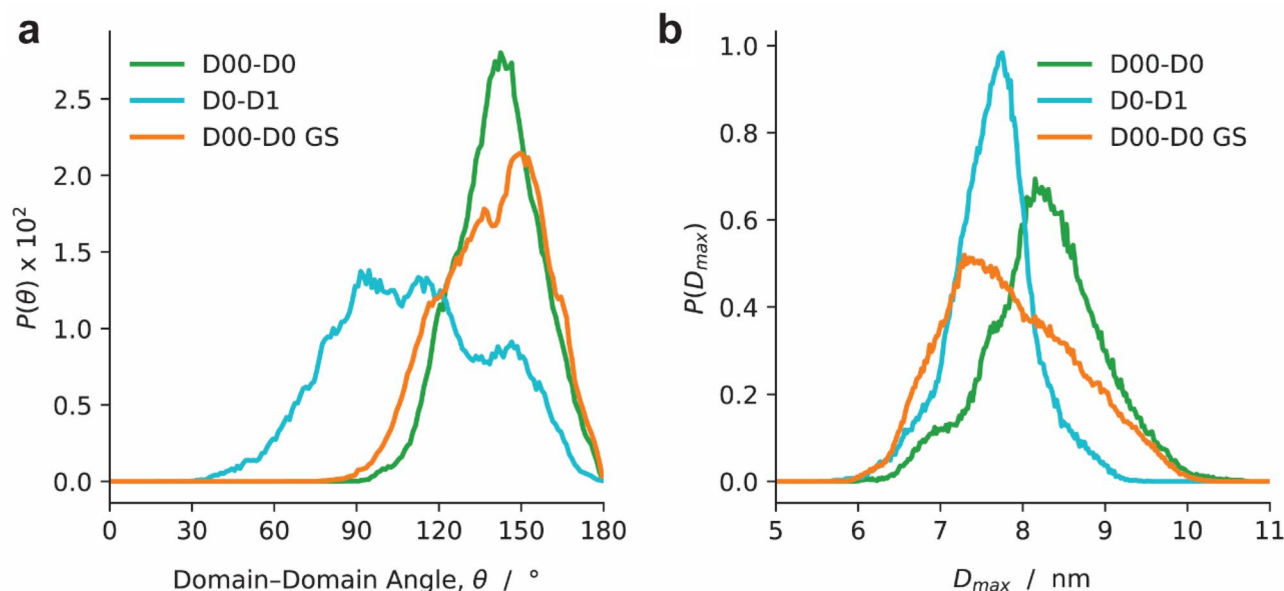 a
D00-D0
D0-D1
D00-D0 GS
P(θ) x 10²
2.5
2.0
1.5
1.0
0.5
0.0
0 30 60 90 120 150 180
Domain–Domain Angle, θ / °
b
D00-D0
D0-D1
D00-D0 GS
P(Dmax)
1.0
0.8
0.6
0.4
0.2
0.0
5 6 7 8 9 10 11
Dmax / nm